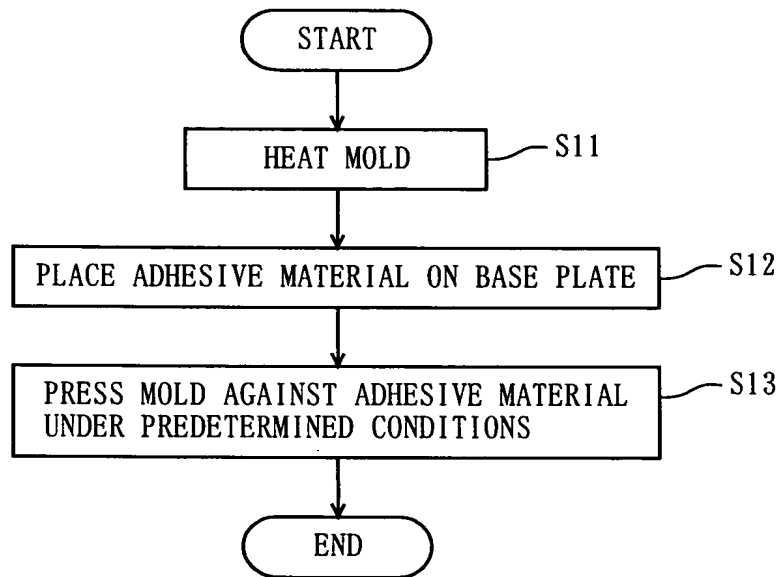 START
HEAT MOLD
S11
PLACE ADHESIVE MATERIAL ON BASE PLATE
S12
PRESS MOLD AGAINST ADHESIVE MATERIAL
UNDER PREDETERMINED CONDITIONS
S13
END